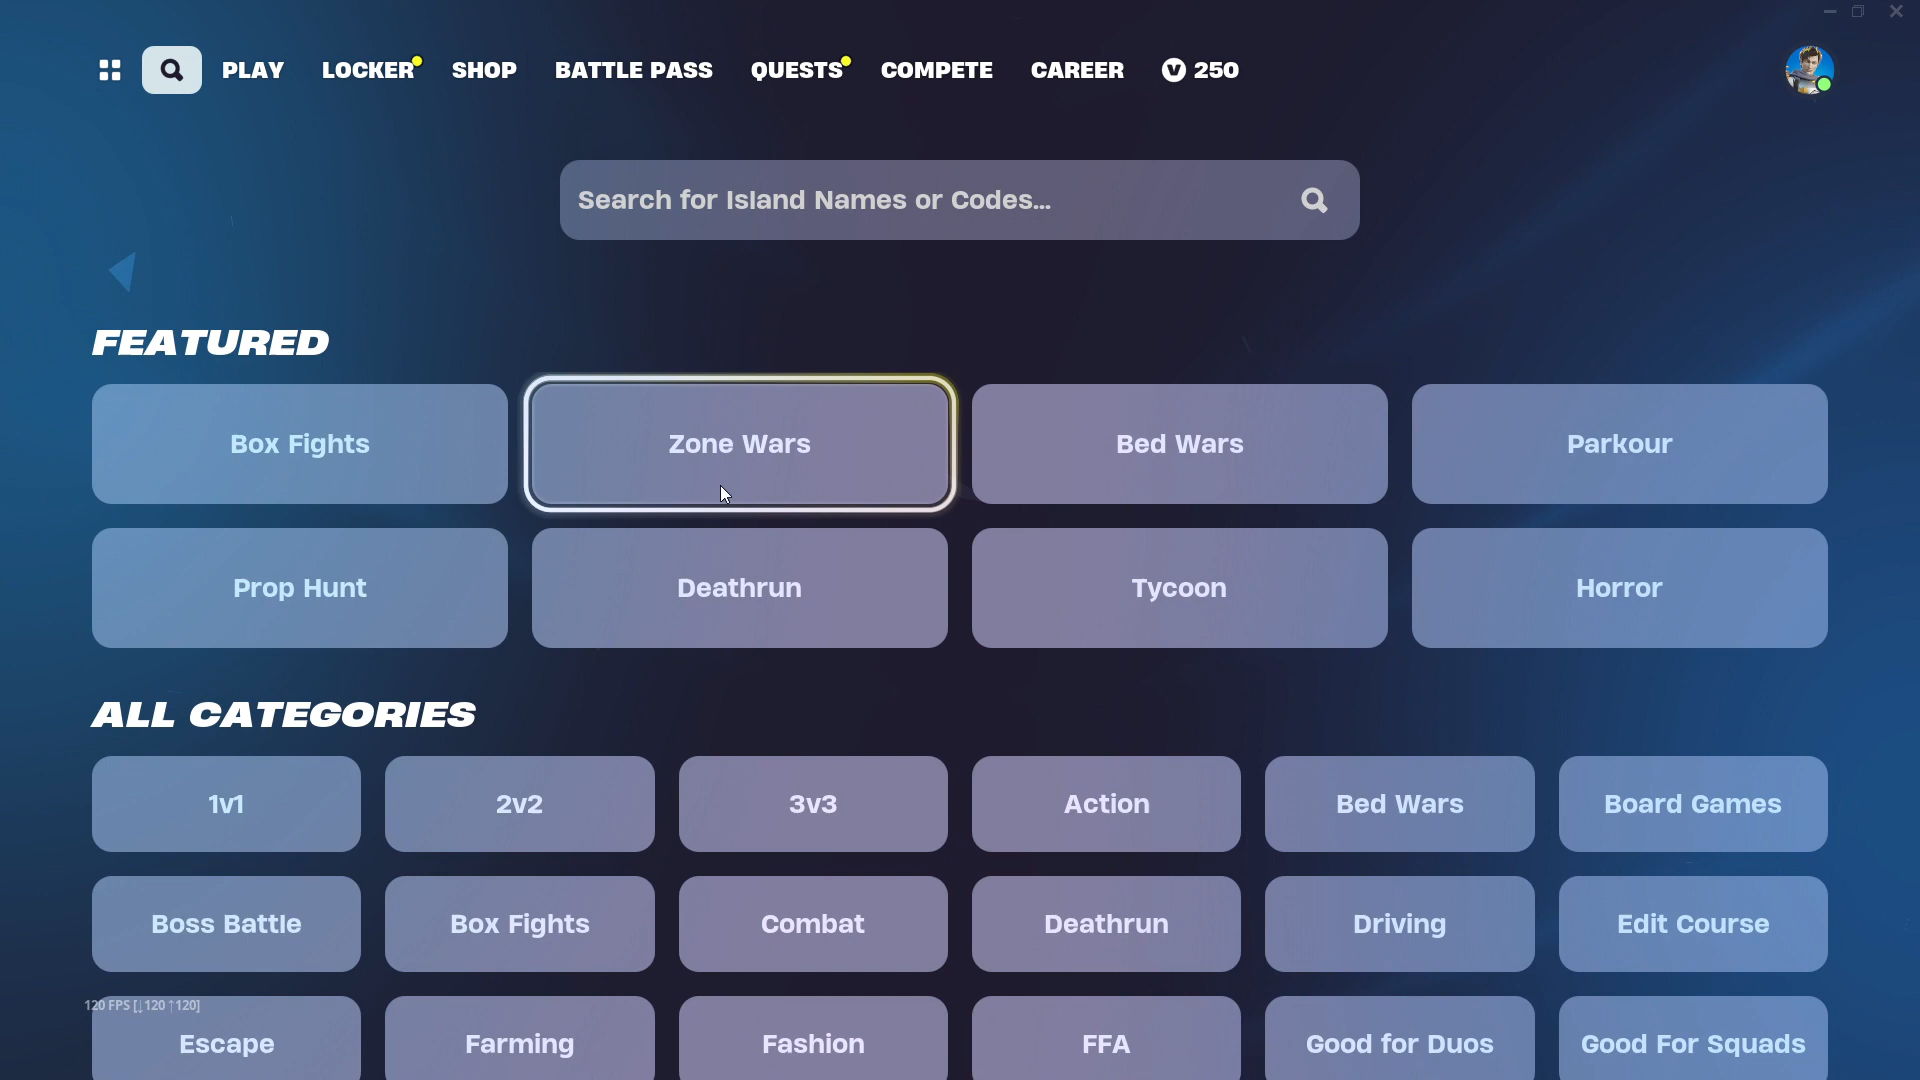 PLAY LOCKER SHOP BATTLE PASS QUESTS COMPETE CAREER V 250
Search for Island Names or Codes...
FEATURED
Box Fights Zone Wars Bed Wars Parkour
Prop Hunt Deathrun Tycoon Horror
ALL CATEGORIES
1v1 2v2 3v3 Action Bed Wars Board Games
Boss Battle Box Fights Combat Deathrun Driving Edit Course
120 FPS [↓120 ↑120]
Escape Farming Fashion FFA Good for Duos Good For Squads